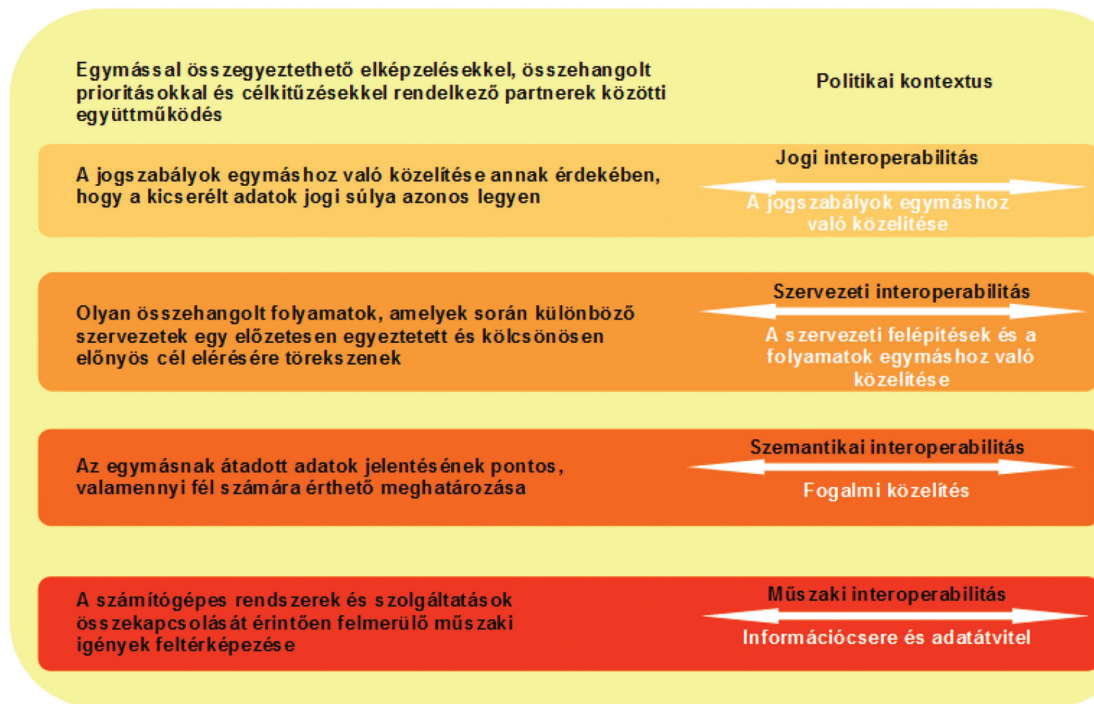 Egymással összegyeztethető elképzelésekkel, összehangolt
prioritásokkal és célkitűzésekkel rendelkező partnerek közötti
együttműködés
Politikai kontextus
A jogszabályok egymáshoz való közelítése annak érdekében,
hogy a kicserélt adatok jogi súlya azonos legyen
Jogi interoperabilitás
A jogszabályok egymáshoz
való közelítése
Olyan összehangolt folyamatok, amelyek során különböző
szervezetek egy előzetesen egyeztetett és kölcsönösen
előnyös cél elérésére törekszenek
Szervezeti interoperabilitás
A szervezeti felépítések és a
folyamatok egymáshoz való
közelítése
Az egymásnak átadott adatok jelentésének pontos,
valamennyi fél számára érthető meghatározása
Szemantikai interoperabilitás
Fogalmi közelítés
A számítógépes rendszerek és szolgáltatások
összekapcsolását érintően felmerülő műszaki
igények feltérképezése
Műszaki interoperabilitás
Információcsere és adatátvitel